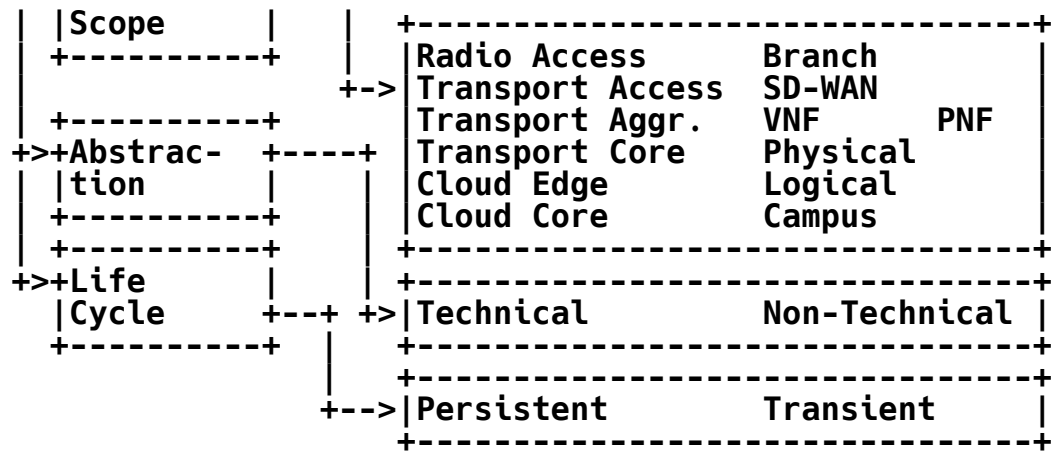 | |Scope     |   |  +--------------------------------+
| +----------+   |  |Radio Access      Branch        |
|                +->|Transport Access  SD-WAN        |
| +----------+      |Transport Aggr.   VNF      PNF  |
+>+Abstrac-  +----+ |Transport Core    Physical      |
| |tion      |    | |Cloud Edge        Logical       |
| +----------+    | |Cloud Core        Campus        |
| +----------+    | +--------------------------------+
+>+Life      |    | +--------------------------------+
  |Cycle     +--+ +>|Technical         Non-Technical |
  +----------+  |   +--------------------------------+
                |   +--------------------------------+
                +-->|Persistent        Transient     |
                    +--------------------------------+